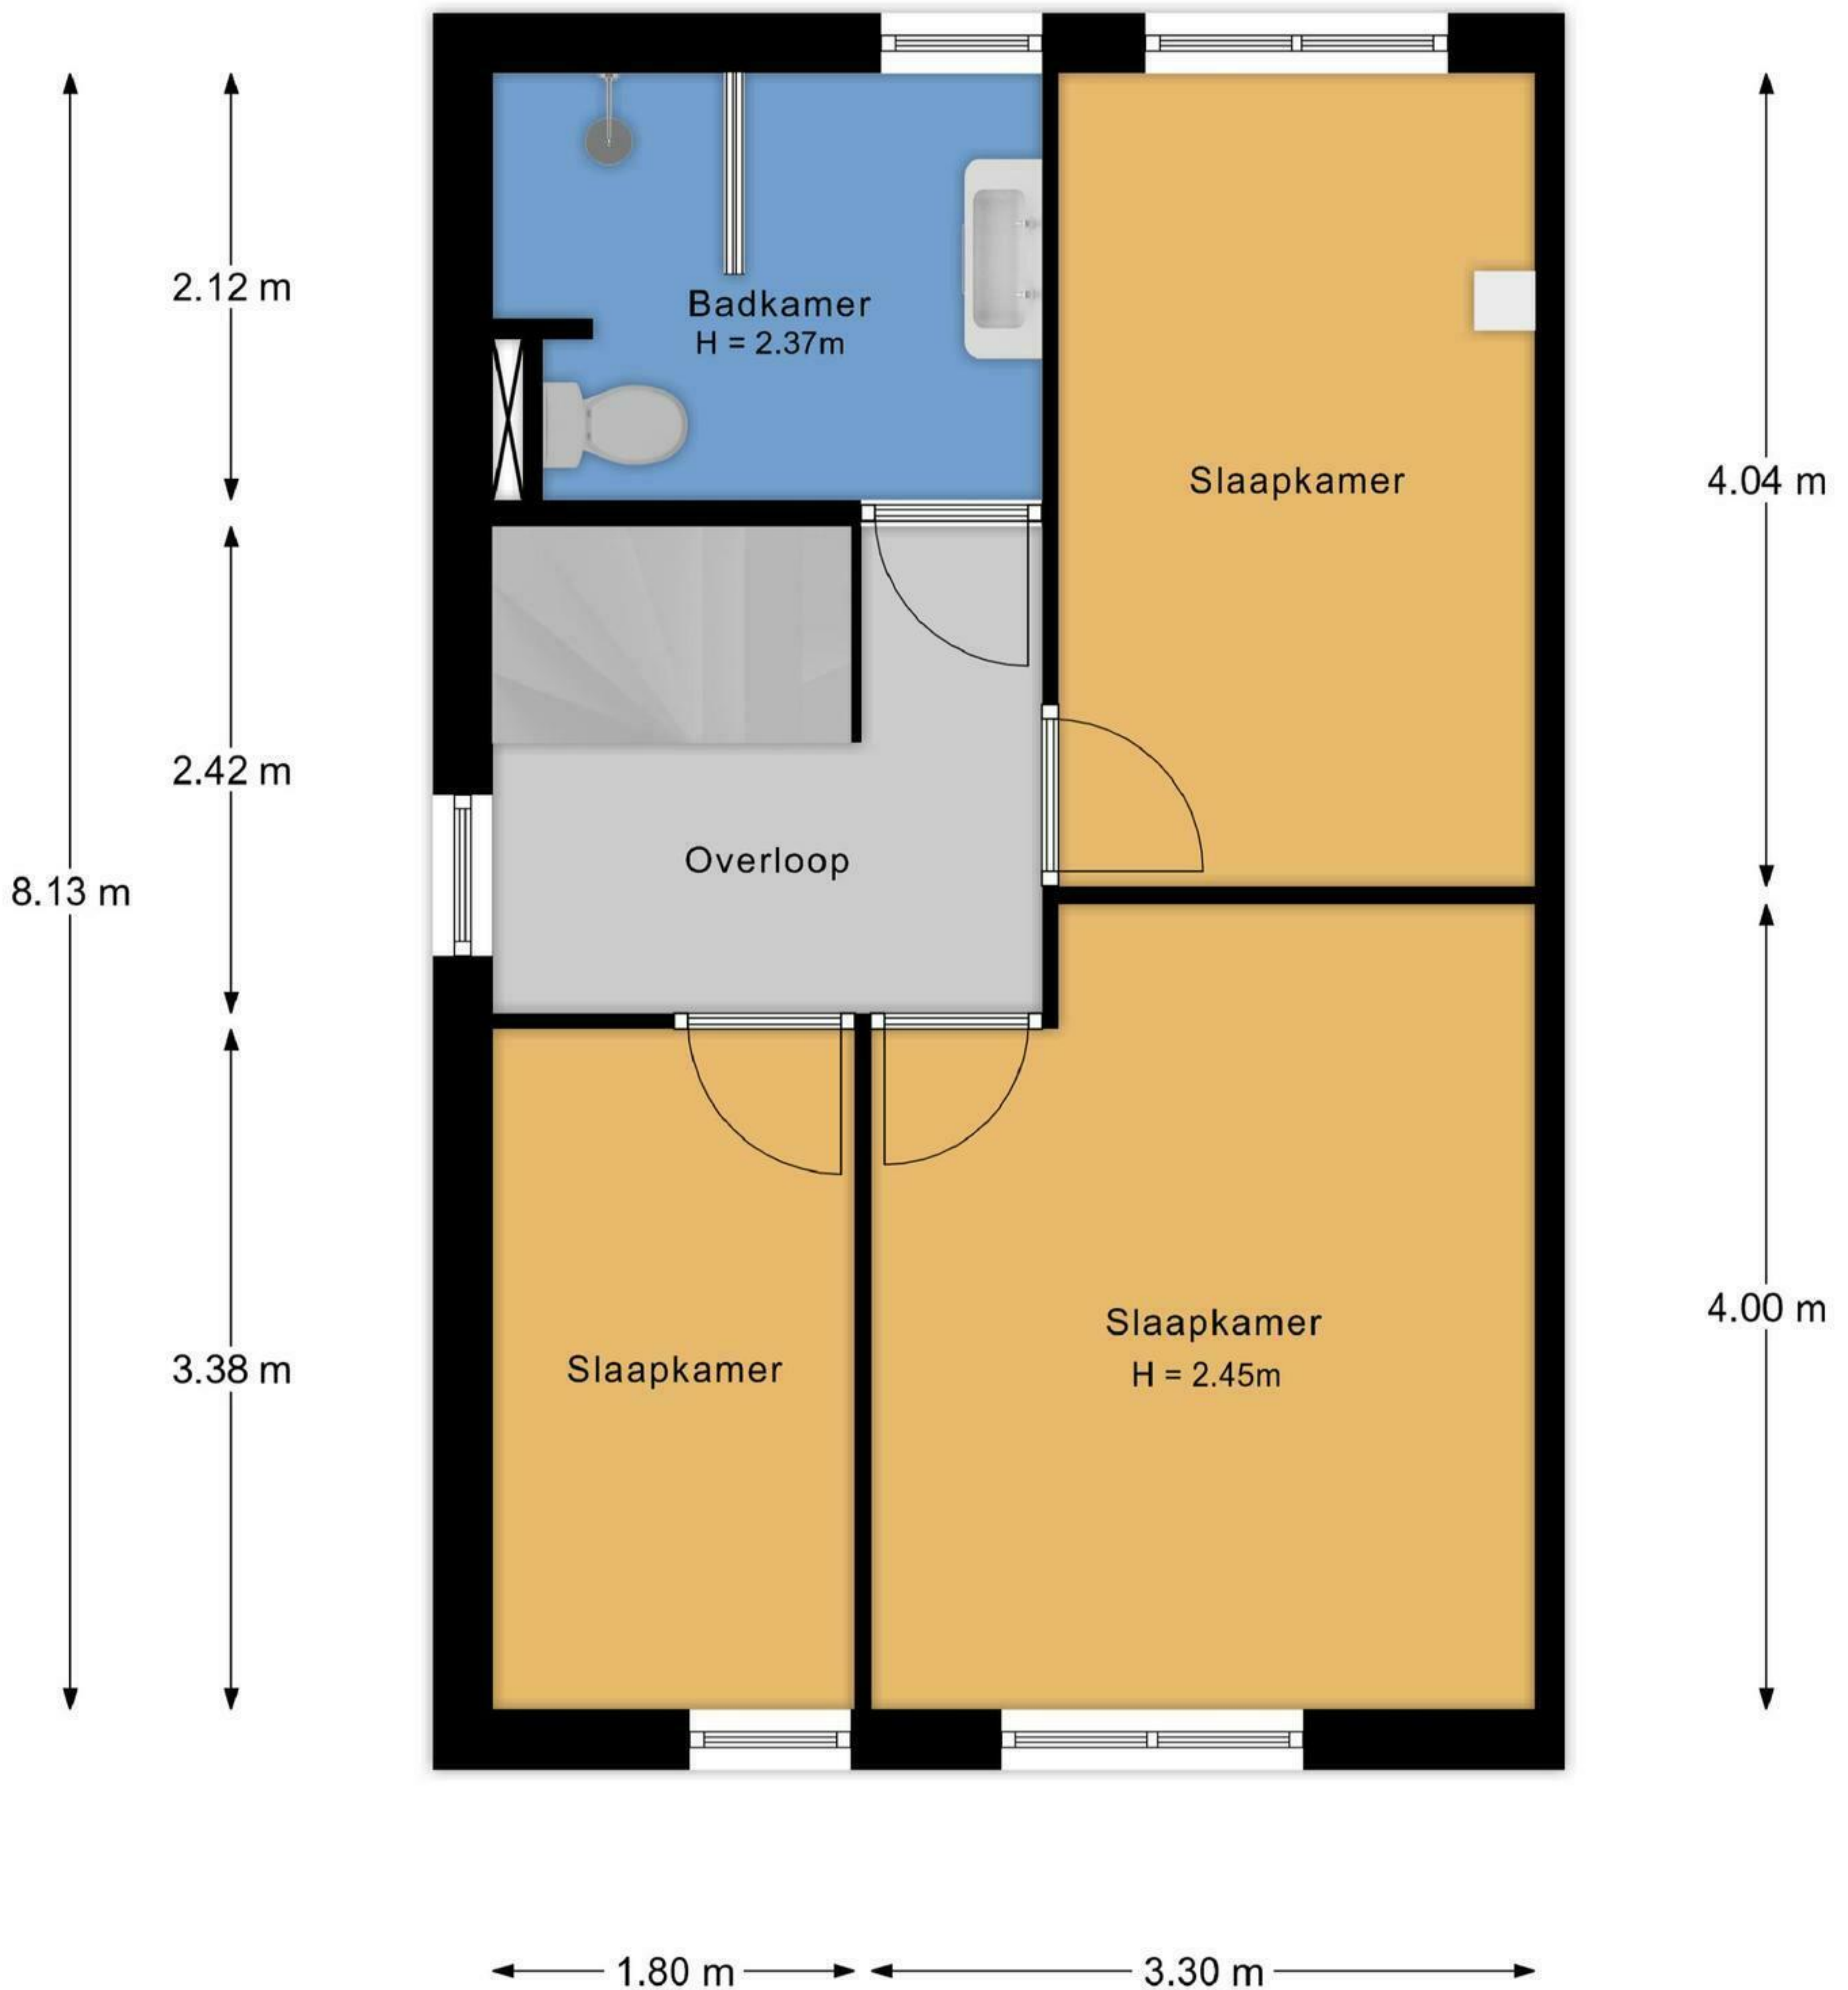 2.12 m
Badkamer
H = 2.37m
Slaapkamer
4.04 m
2.42 m
Overloop
8.13 m
4.00 m
Slaapkamer
H = 2.45m
3.38 m
Slaapkamer
1.80 m
3.30 m